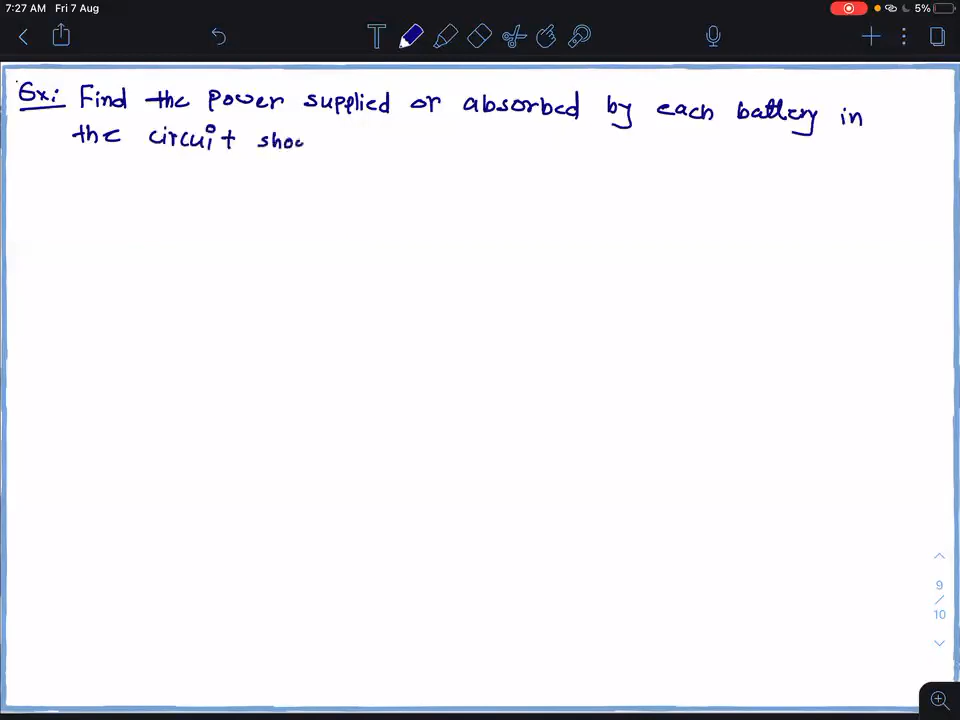 7:27 AM Fri 7 Aug
5%
Ex: Find the power supplied or absorbed by each battery in
the circuit shoc
9
/
10